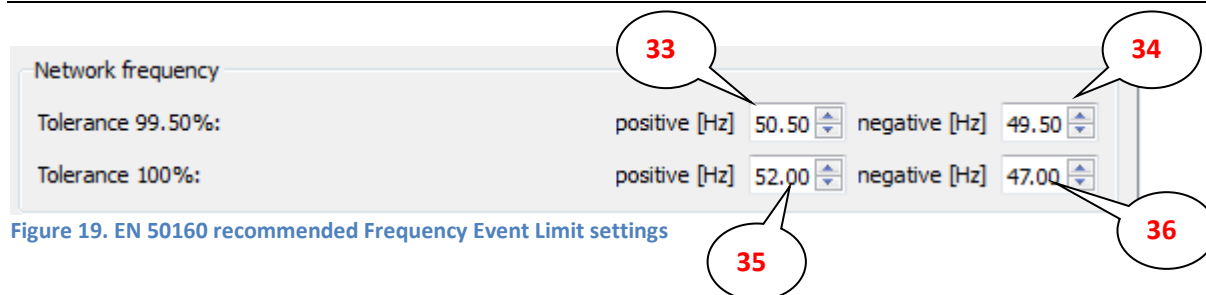 33
34
Network frequency
Tolerance 99.50%: positive [Hz] 50.50 negative [Hz] 49.50
Tolerance 100%: positive [Hz] 52.00 negative [Hz] 47.00
Figure 19. EN 50160 recommended Frequency Event Limit settings
36
35